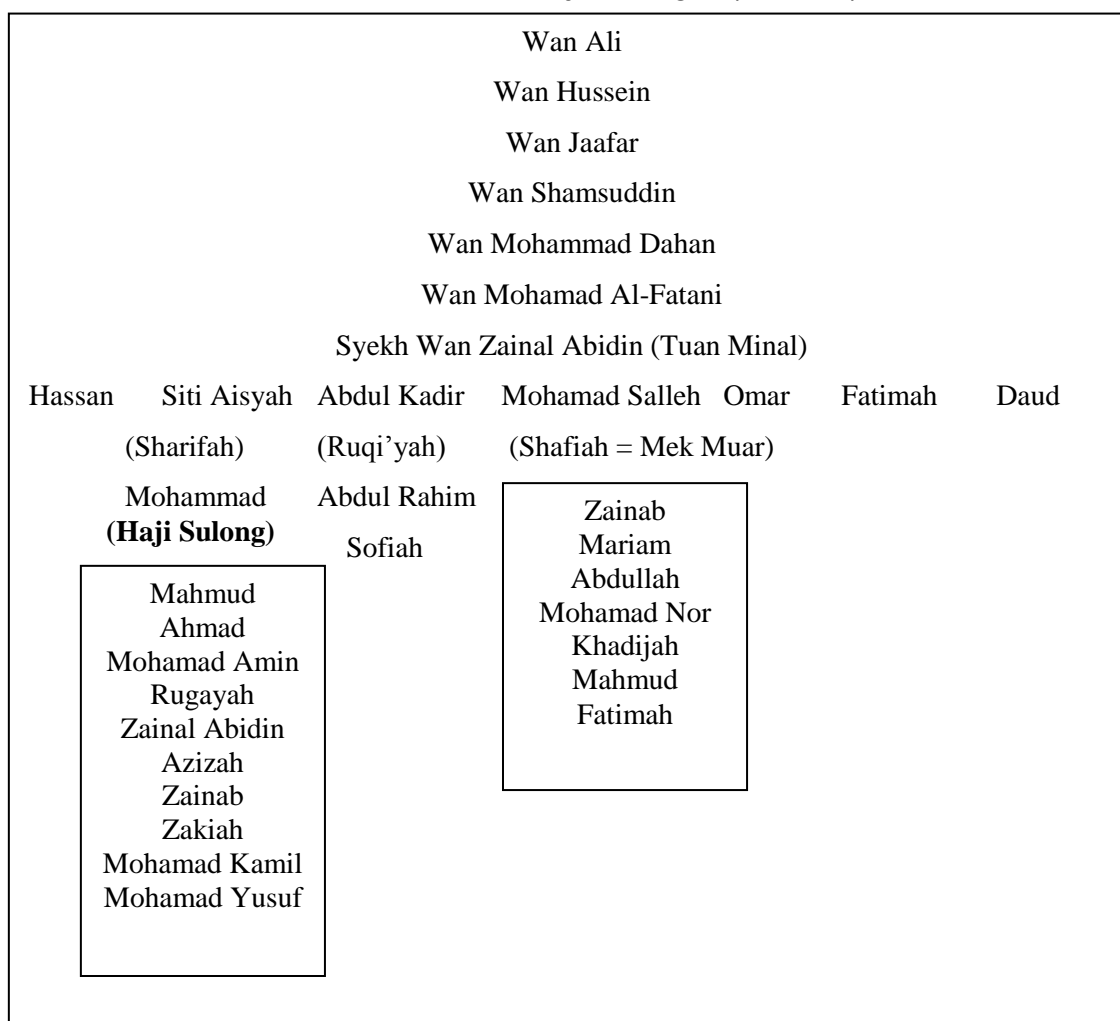 Wan Ali
Wan Hussein
Wan Jaafar
Wan Shamsuddin
Wan Mohammad Dahan
Wan Mohamad Al-Fatani
Syekh Wan Zainal Abidin (Tuan Minal)
Hassan Siti Aisyah Abdul Kadir Mohamad Salleh Omar Fatimah Daud
(Sharifah) (Ruqi’yah) (Shafiah = Mek Muar)
Mohammad Abdul Rahim
(Haji Sulong)
Sofiah
Mahmud
Ahmad
Mohamad Amin
Rugayah
Zainal Abidin
Azizah
Zainab
Zakiah
Mohamad Kamil
Mohamad Yusuf
Zainab
Mariam
Abdullah
Mohamad Nor
Khadijah
Mahmud
Fatimah